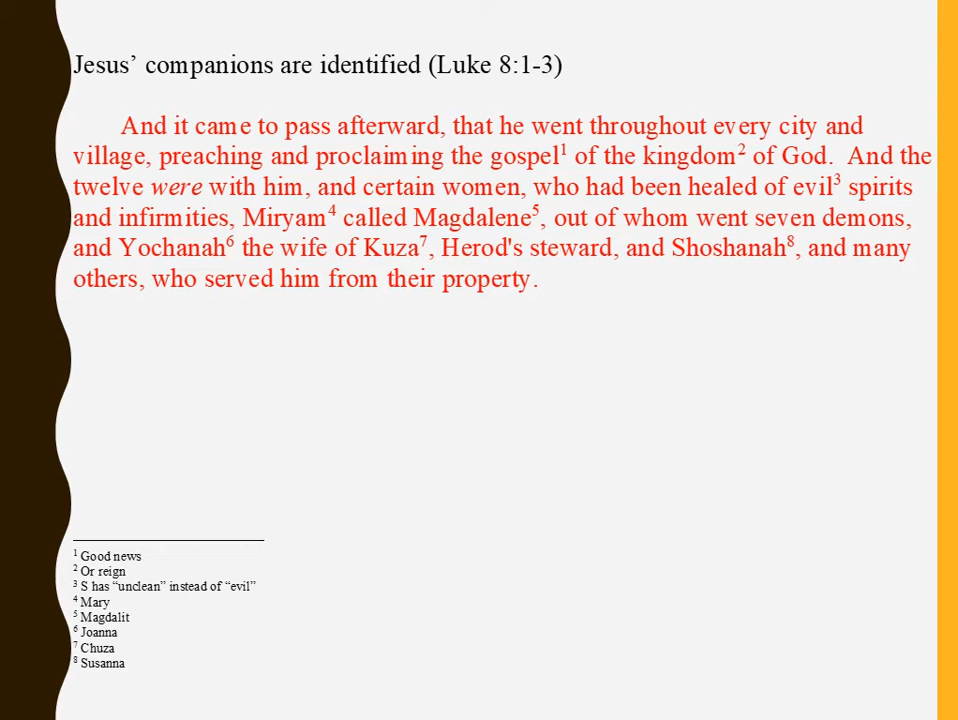 Jesus’ companions are identified (Luke 8:1-3)
And it came to pass afterward, that he went throughout every city and
village, preaching and proclaiming the gospel¹ of the kingdom² of God.  And the
twelve were with him, and certain women, who had been healed of evil³ spirits
and infirmities, Miryam⁴ called Magdalene⁵, out of whom went seven demons,
and Yochanah⁶ the wife of Kuza⁷, Herod's steward, and Shoshanah⁸, and many
others, who served him from their property.
¹ Good news
² Or reign
³ S has “unclean” instead of “evil”
⁴ Mary
⁵ Magdalit
⁶ Joanna
⁷ Chuza
⁸ Susanna